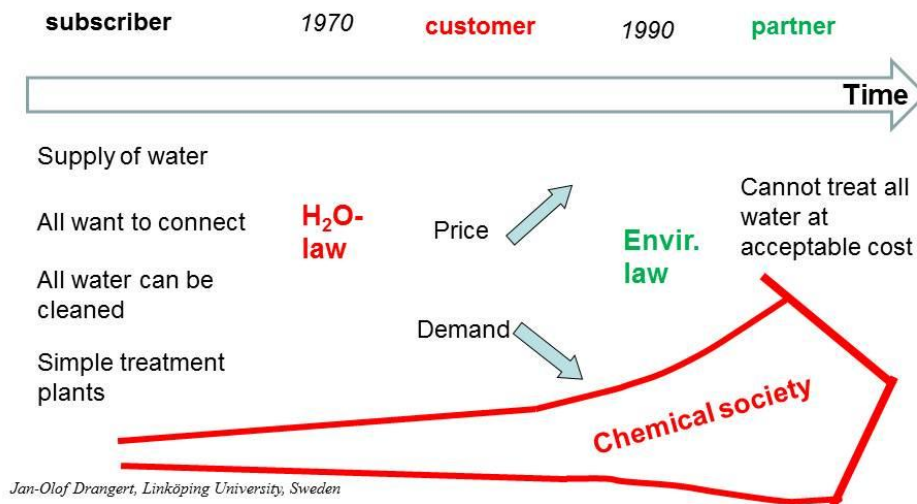 subscriber 1970 customer 1990 partner
Time
Supply of water
All want to connect
All water can be
cleaned
Simple treatment
plants
H₂O-
law
Price
Demand
Envir.
law
Cannot treat all
water at
acceptable cost
Chemical society
Jan-Olof Drangert, Linköping University, Sweden